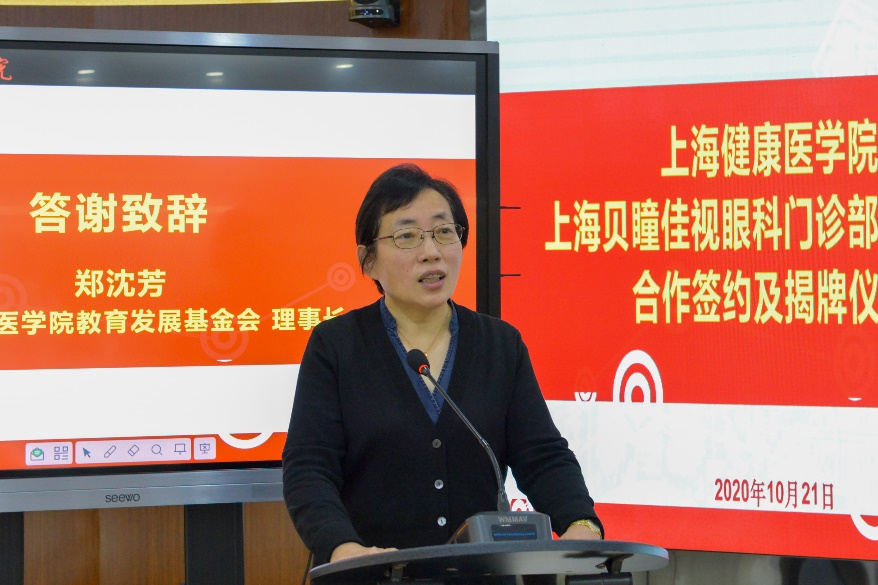 答谢致辞
郑沈芳
医学院教育发展基金会 理事长
上海健康医学院
上海贝瞳佳视眼科门诊部
合作签约及揭牌仪
2020年10月21日
seewo
WMMAV